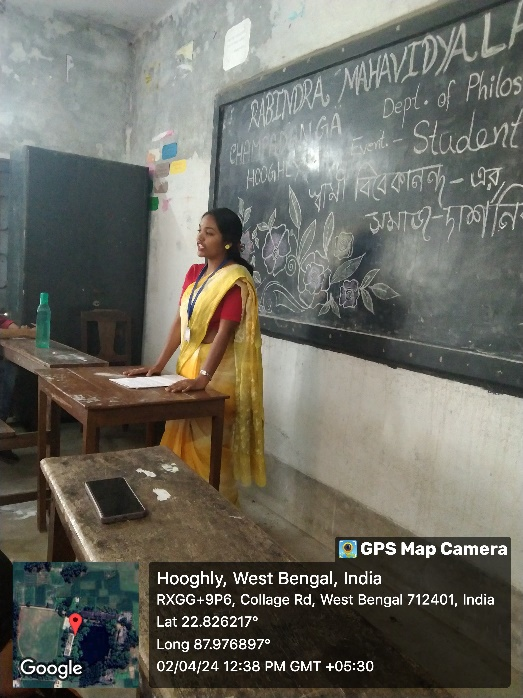 RABINDRA MAHAVIDYALA
CHAMPADANGA
HOOGHLY
Dept. of Philos
Event - Student
স্বামী বিবেকানন্দ - এর
সমাজ-দার্শনি
GPS Map Camera
Hooghly, West Bengal, India
RXGG+9P6, Collage Rd, West Bengal 712401, India
Lat 22.826217°
Long 87.976897°
02/04/24 12:38 PM GMT +05:30
Google